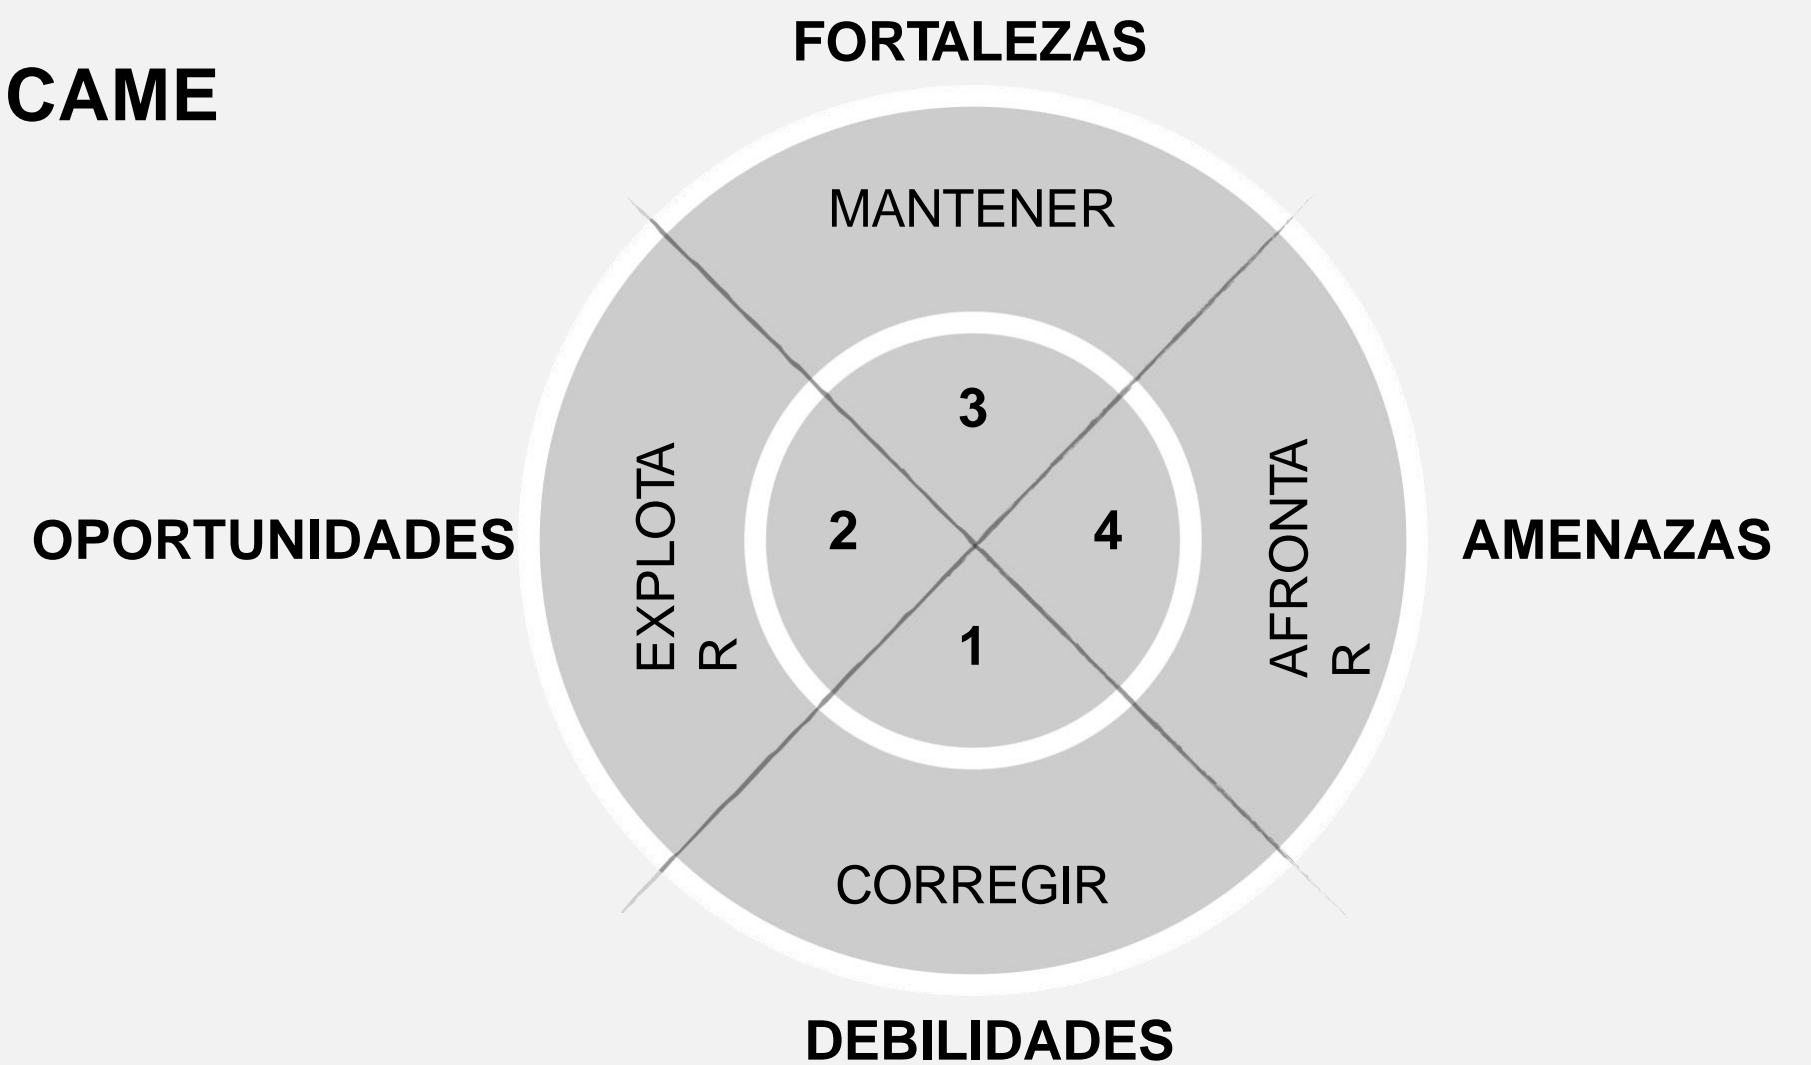 FORTALEZAS
CAME
MANTENER
3
OPORTUNIDADES
EXPLOTA
R
2
4
AFRONTA
R
AMENAZAS
1
CORREGIR
DEBILIDADES